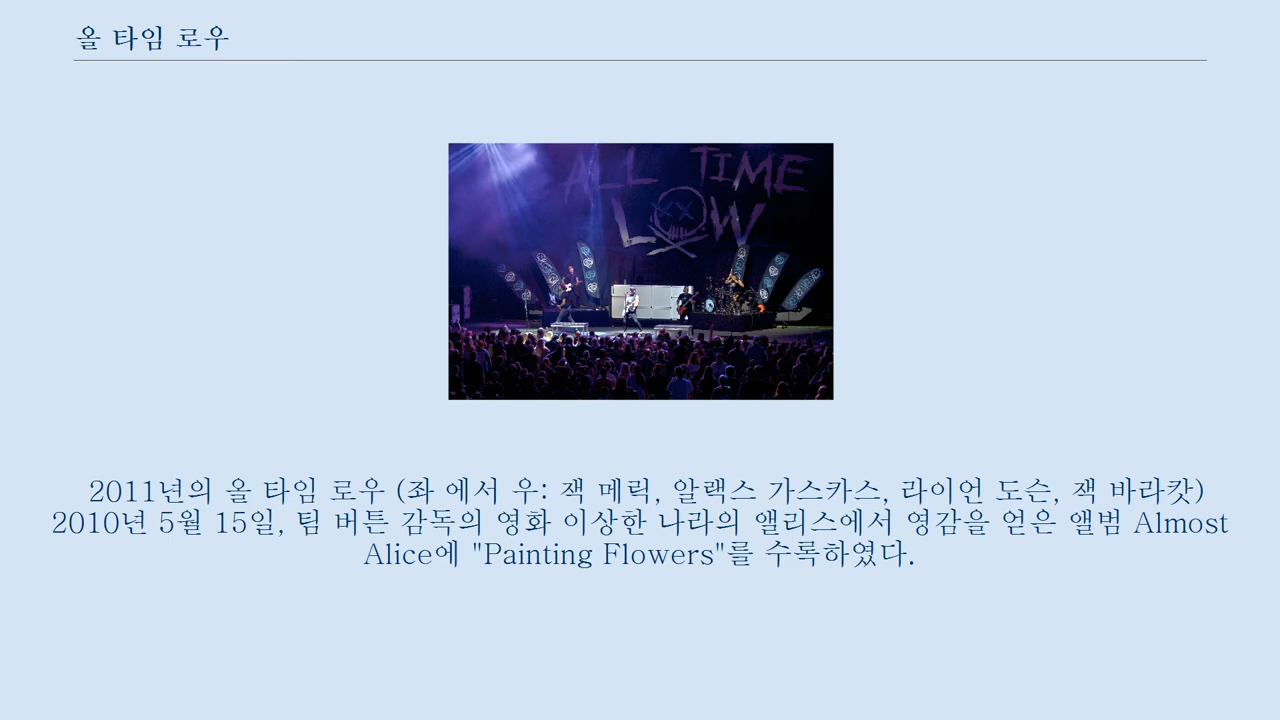 올 타임 로우
ALL TIME
LOW
2011년의 올 타임 로우 (좌 에서 우: 잭 메릭, 알랙스 가스카스, 라이언 도슨, 잭 바라캇)
2010년 5월 15일, 팀 버튼 감독의 영화 이상한 나라의 앨리스에서 영감을 얻은 앨범 Almost
Alice에 "Painting Flowers"를 수록하였다.